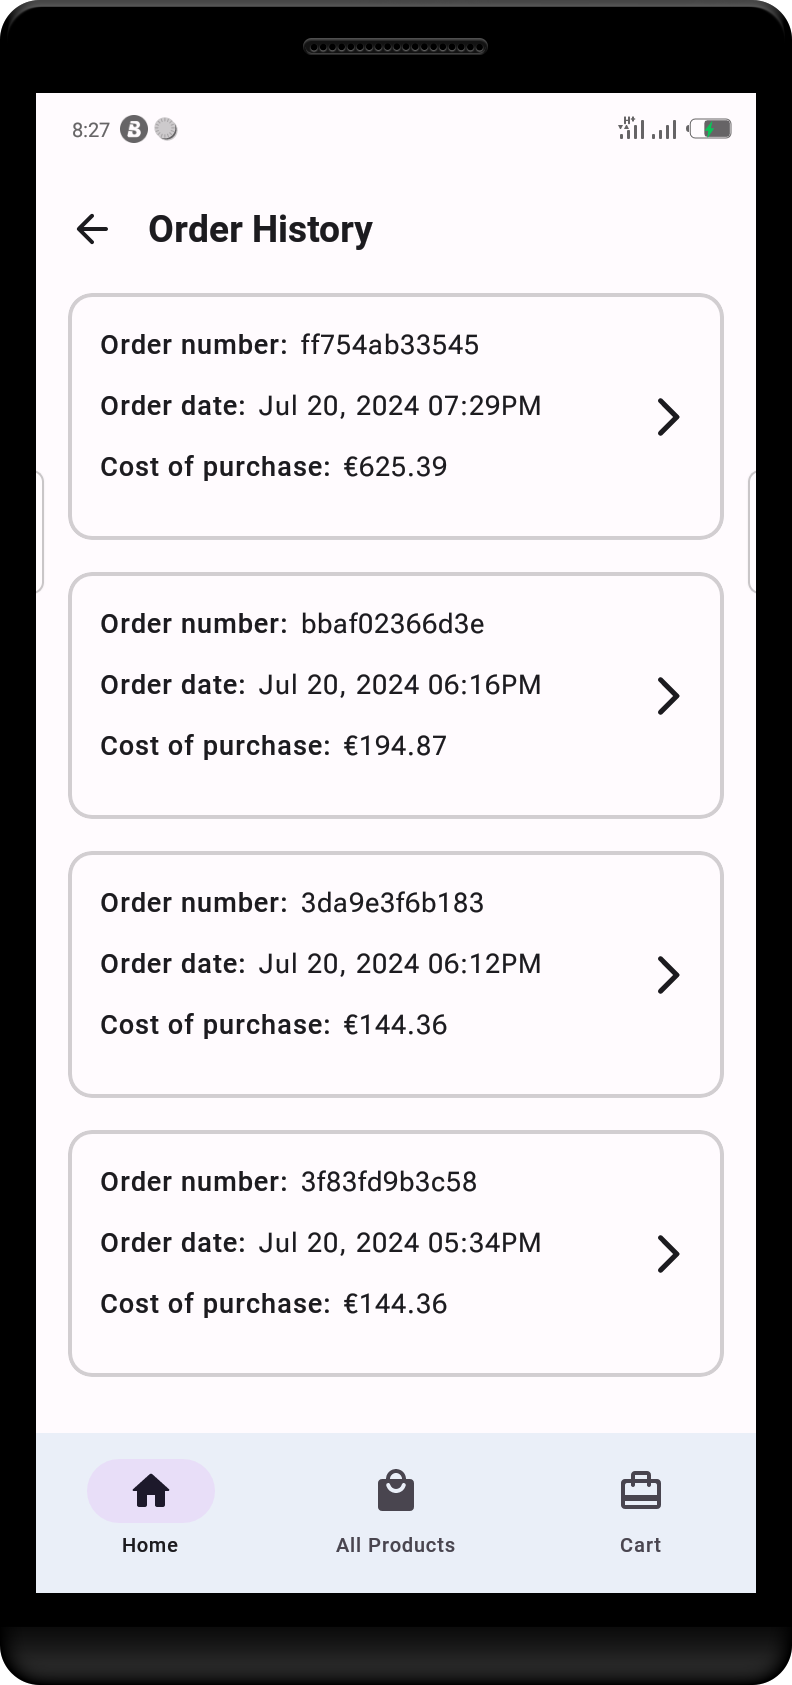 8:27
H+
Order History
Order number: ff754ab33545
Order date: Jul 20, 2024 07:29PM
Cost of purchase: €625.39
Order number: bbaf02366d3e
Order date: Jul 20, 2024 06:16PM
Cost of purchase: €194.87
Order number: 3da9e3f6b183
Order date: Jul 20, 2024 06:12PM
Cost of purchase: €144.36
Order number: 3f83fd9b3c58
Order date: Jul 20, 2024 05:34PM
Cost of purchase: €144.36
Home
All Products
Cart